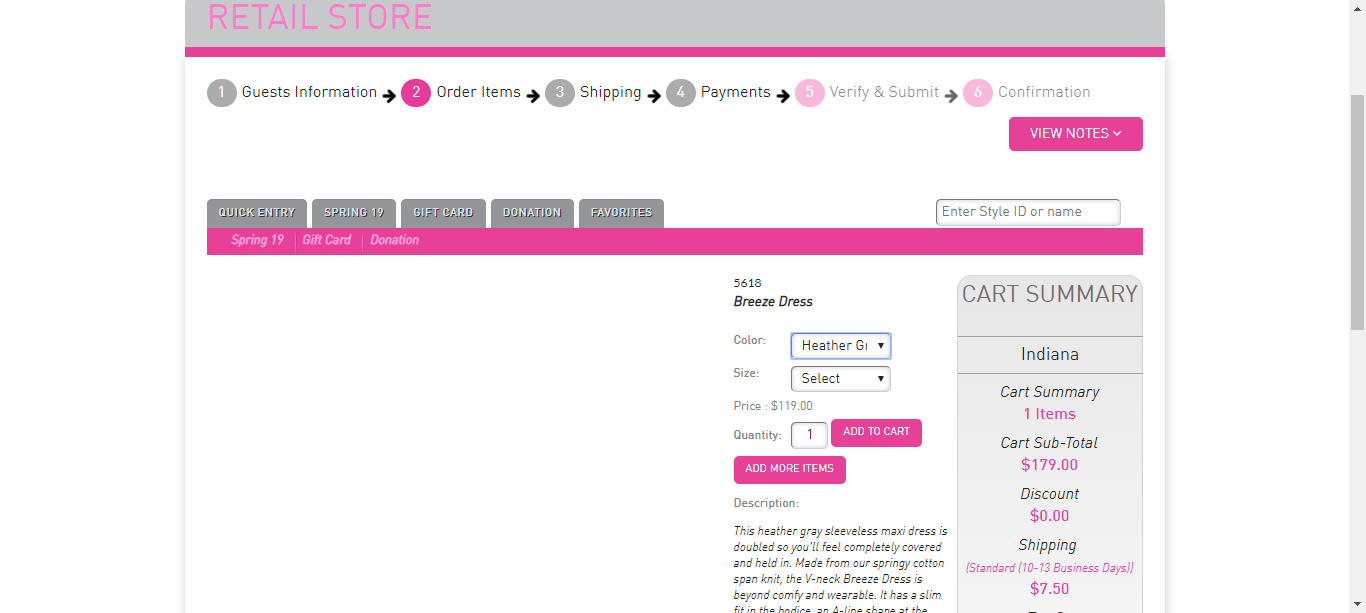 RETAIL STORE
1 Guests Information 2 Order Items 3 Shipping 4 Payments 5 Verify & Submit 6 Confirmation
VIEW NOTES
QUICK ENTRY SPRING 19 GIFT CARD DONATION FAVORITES Enter Style ID or name
Spring 19 Gift Card Donation
5618
Breeze Dress
Color: Heather Gr
Size: Select
Price : $119.00
Quantity: 1 ADD TO CART
ADD MORE ITEMS
Description:
This heather gray sleeveless maxi dress is
doubled so you'll feel completely covered
and held in. Made from our springy cotton
span knit, the V-neck Breeze Dress is
beyond comfy and wearable. It has a slim
fit in the bodice, an A-line shape at the
CART SUMMARY
Indiana
Cart Summary
1 Items
Cart Sub-Total
$179.00
Discount
$0.00
Shipping
(Standard (10-13 Business Days))
$7.50